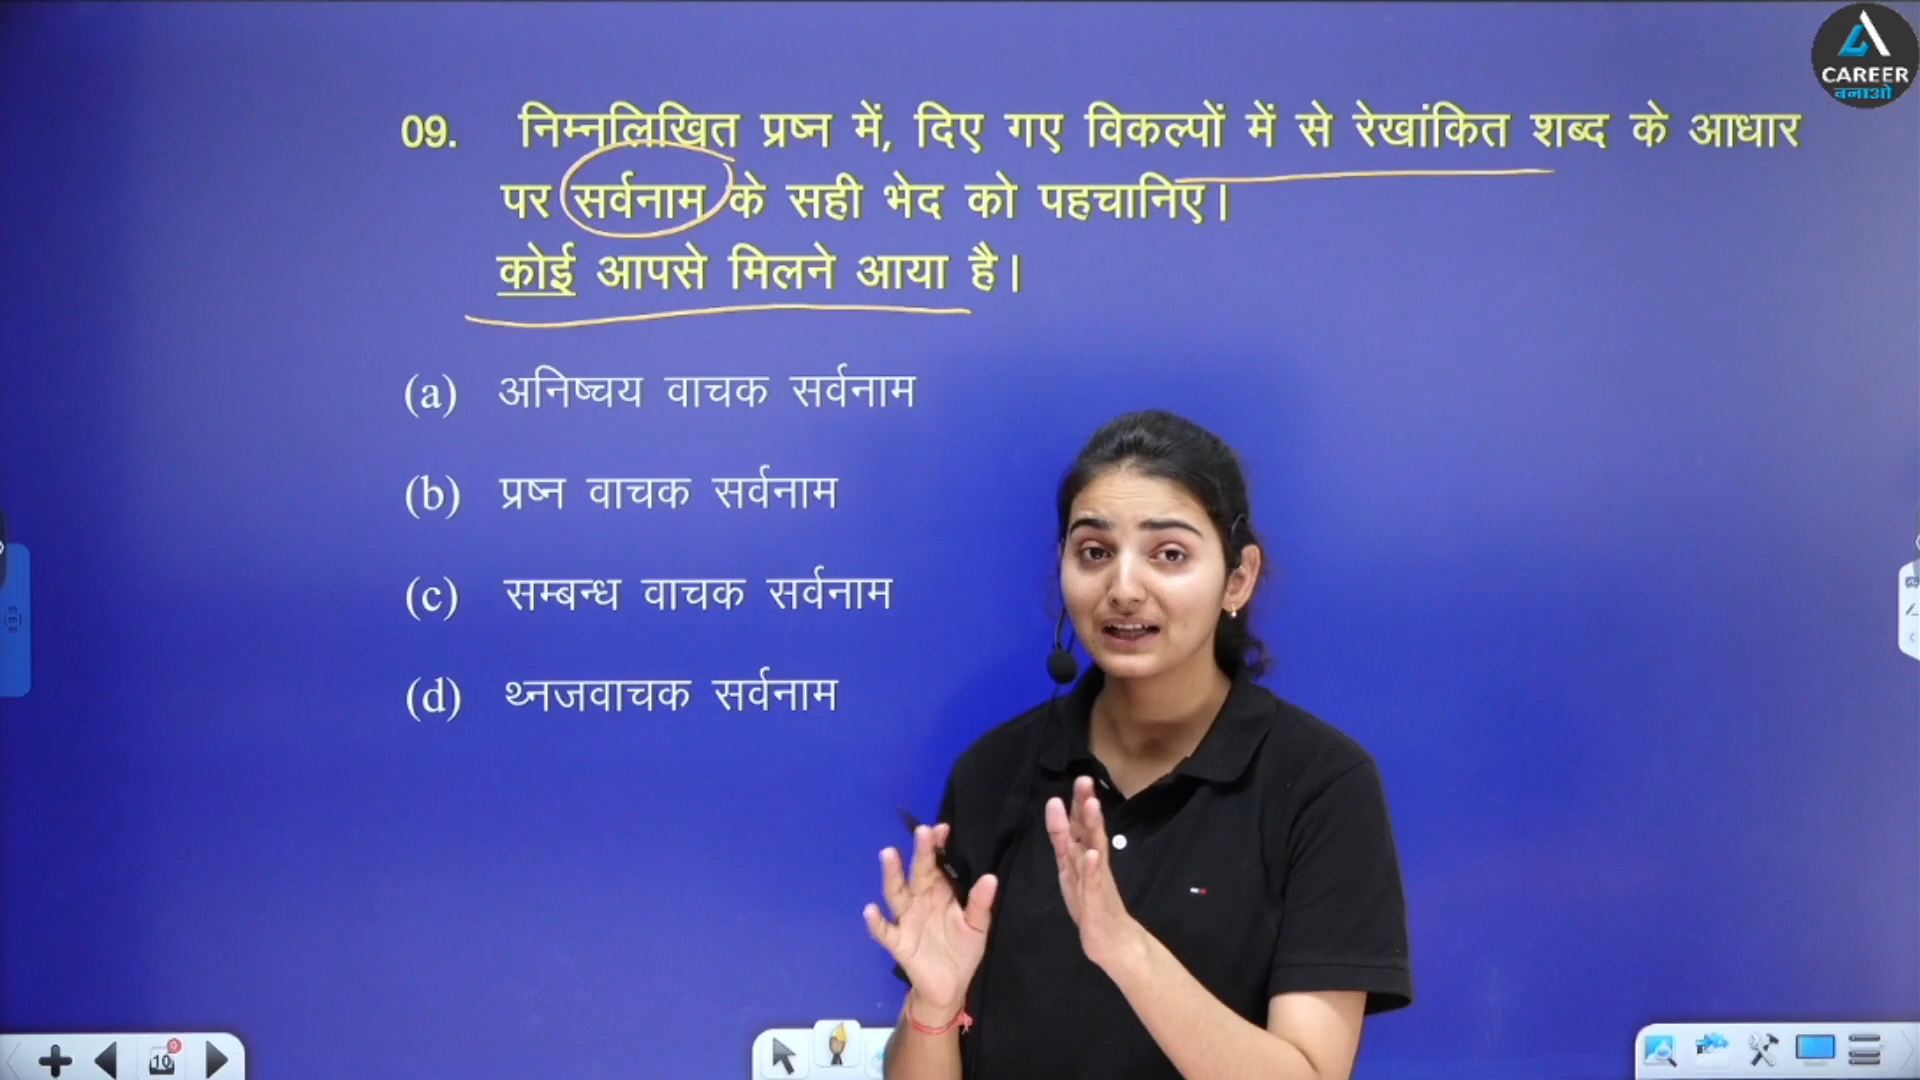 CAREER
बनाओ
09. निम्नलिखित प्रष्न में, दिए गए विकल्पों में से रेखांकित शब्द के आधार
पर सर्वनाम के सही भेद को पहचानिए।
कोई आपसे मिलने आया है।
(a) अनिष्चय वाचक सर्वनाम
(b) प्रष्न वाचक सर्वनाम
(c) सम्बन्ध वाचक सर्वनाम
(d) थ्नजवाचक सर्वनाम
10